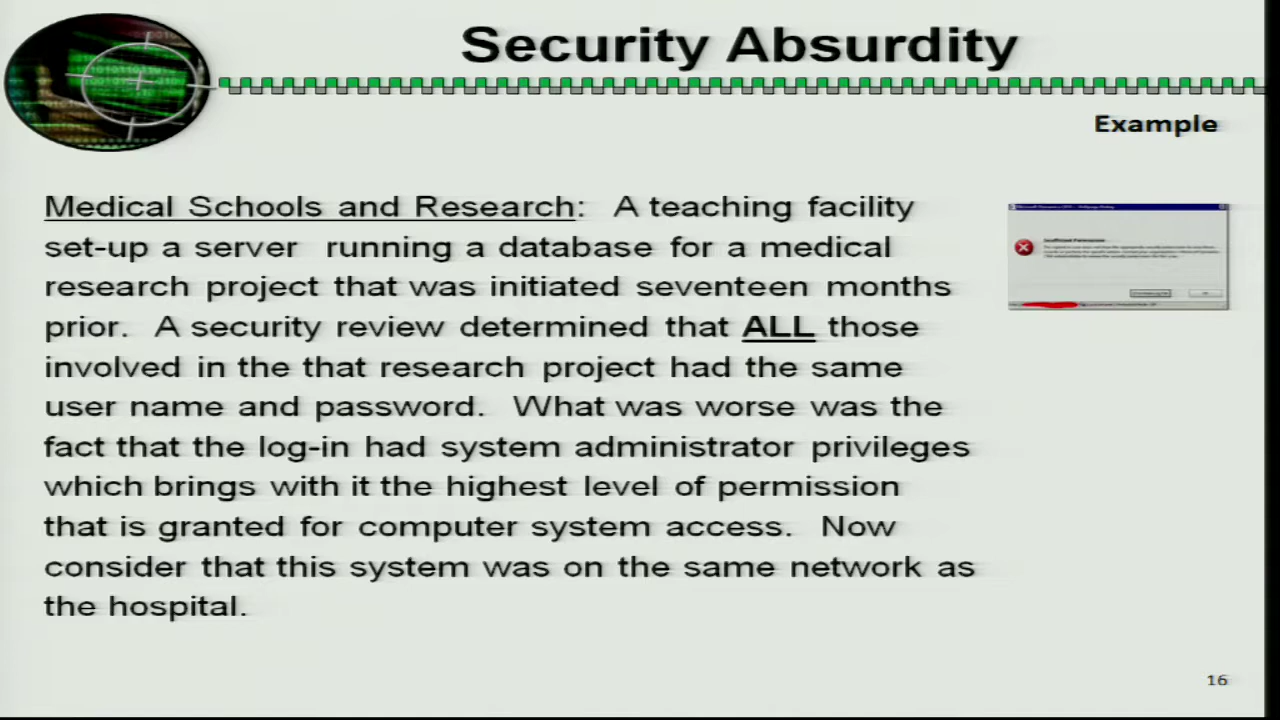 Security Absurdity
Example
Medical Schools and Research: A teaching facility
set-up a server running a database for a medical
research project that was initiated seventeen months
prior. A security review determined that ALL those
involved in the that research project had the same
user name and password. What was worse was the
fact that the log-in had system administrator privileges
which brings with it the highest level of permission
that is granted for computer system access. Now
consider that this system was on the same network as
the hospital.
16